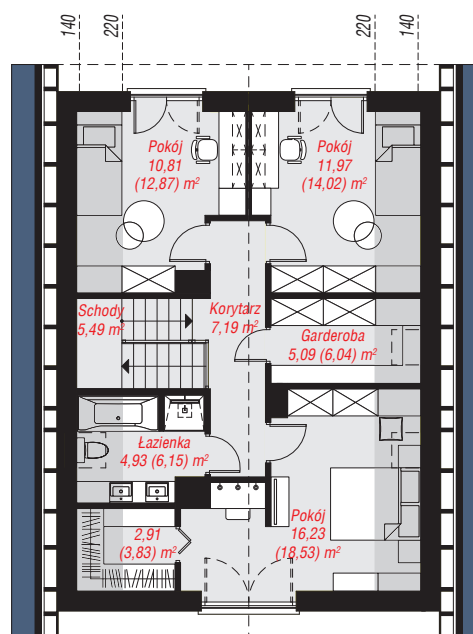 140
220
220
140
Pokój
10,81
(12,87) m²
Pokój
11,97
(14,02) m²
Schody
5,49 m²
Korytarz
7,19 m²
Garderoba
5,09 (6,04) m²
Łazienka
4,93 (6,15) m²
Pokój
16,23
(18,53) m²
2,91
(3,83) m²